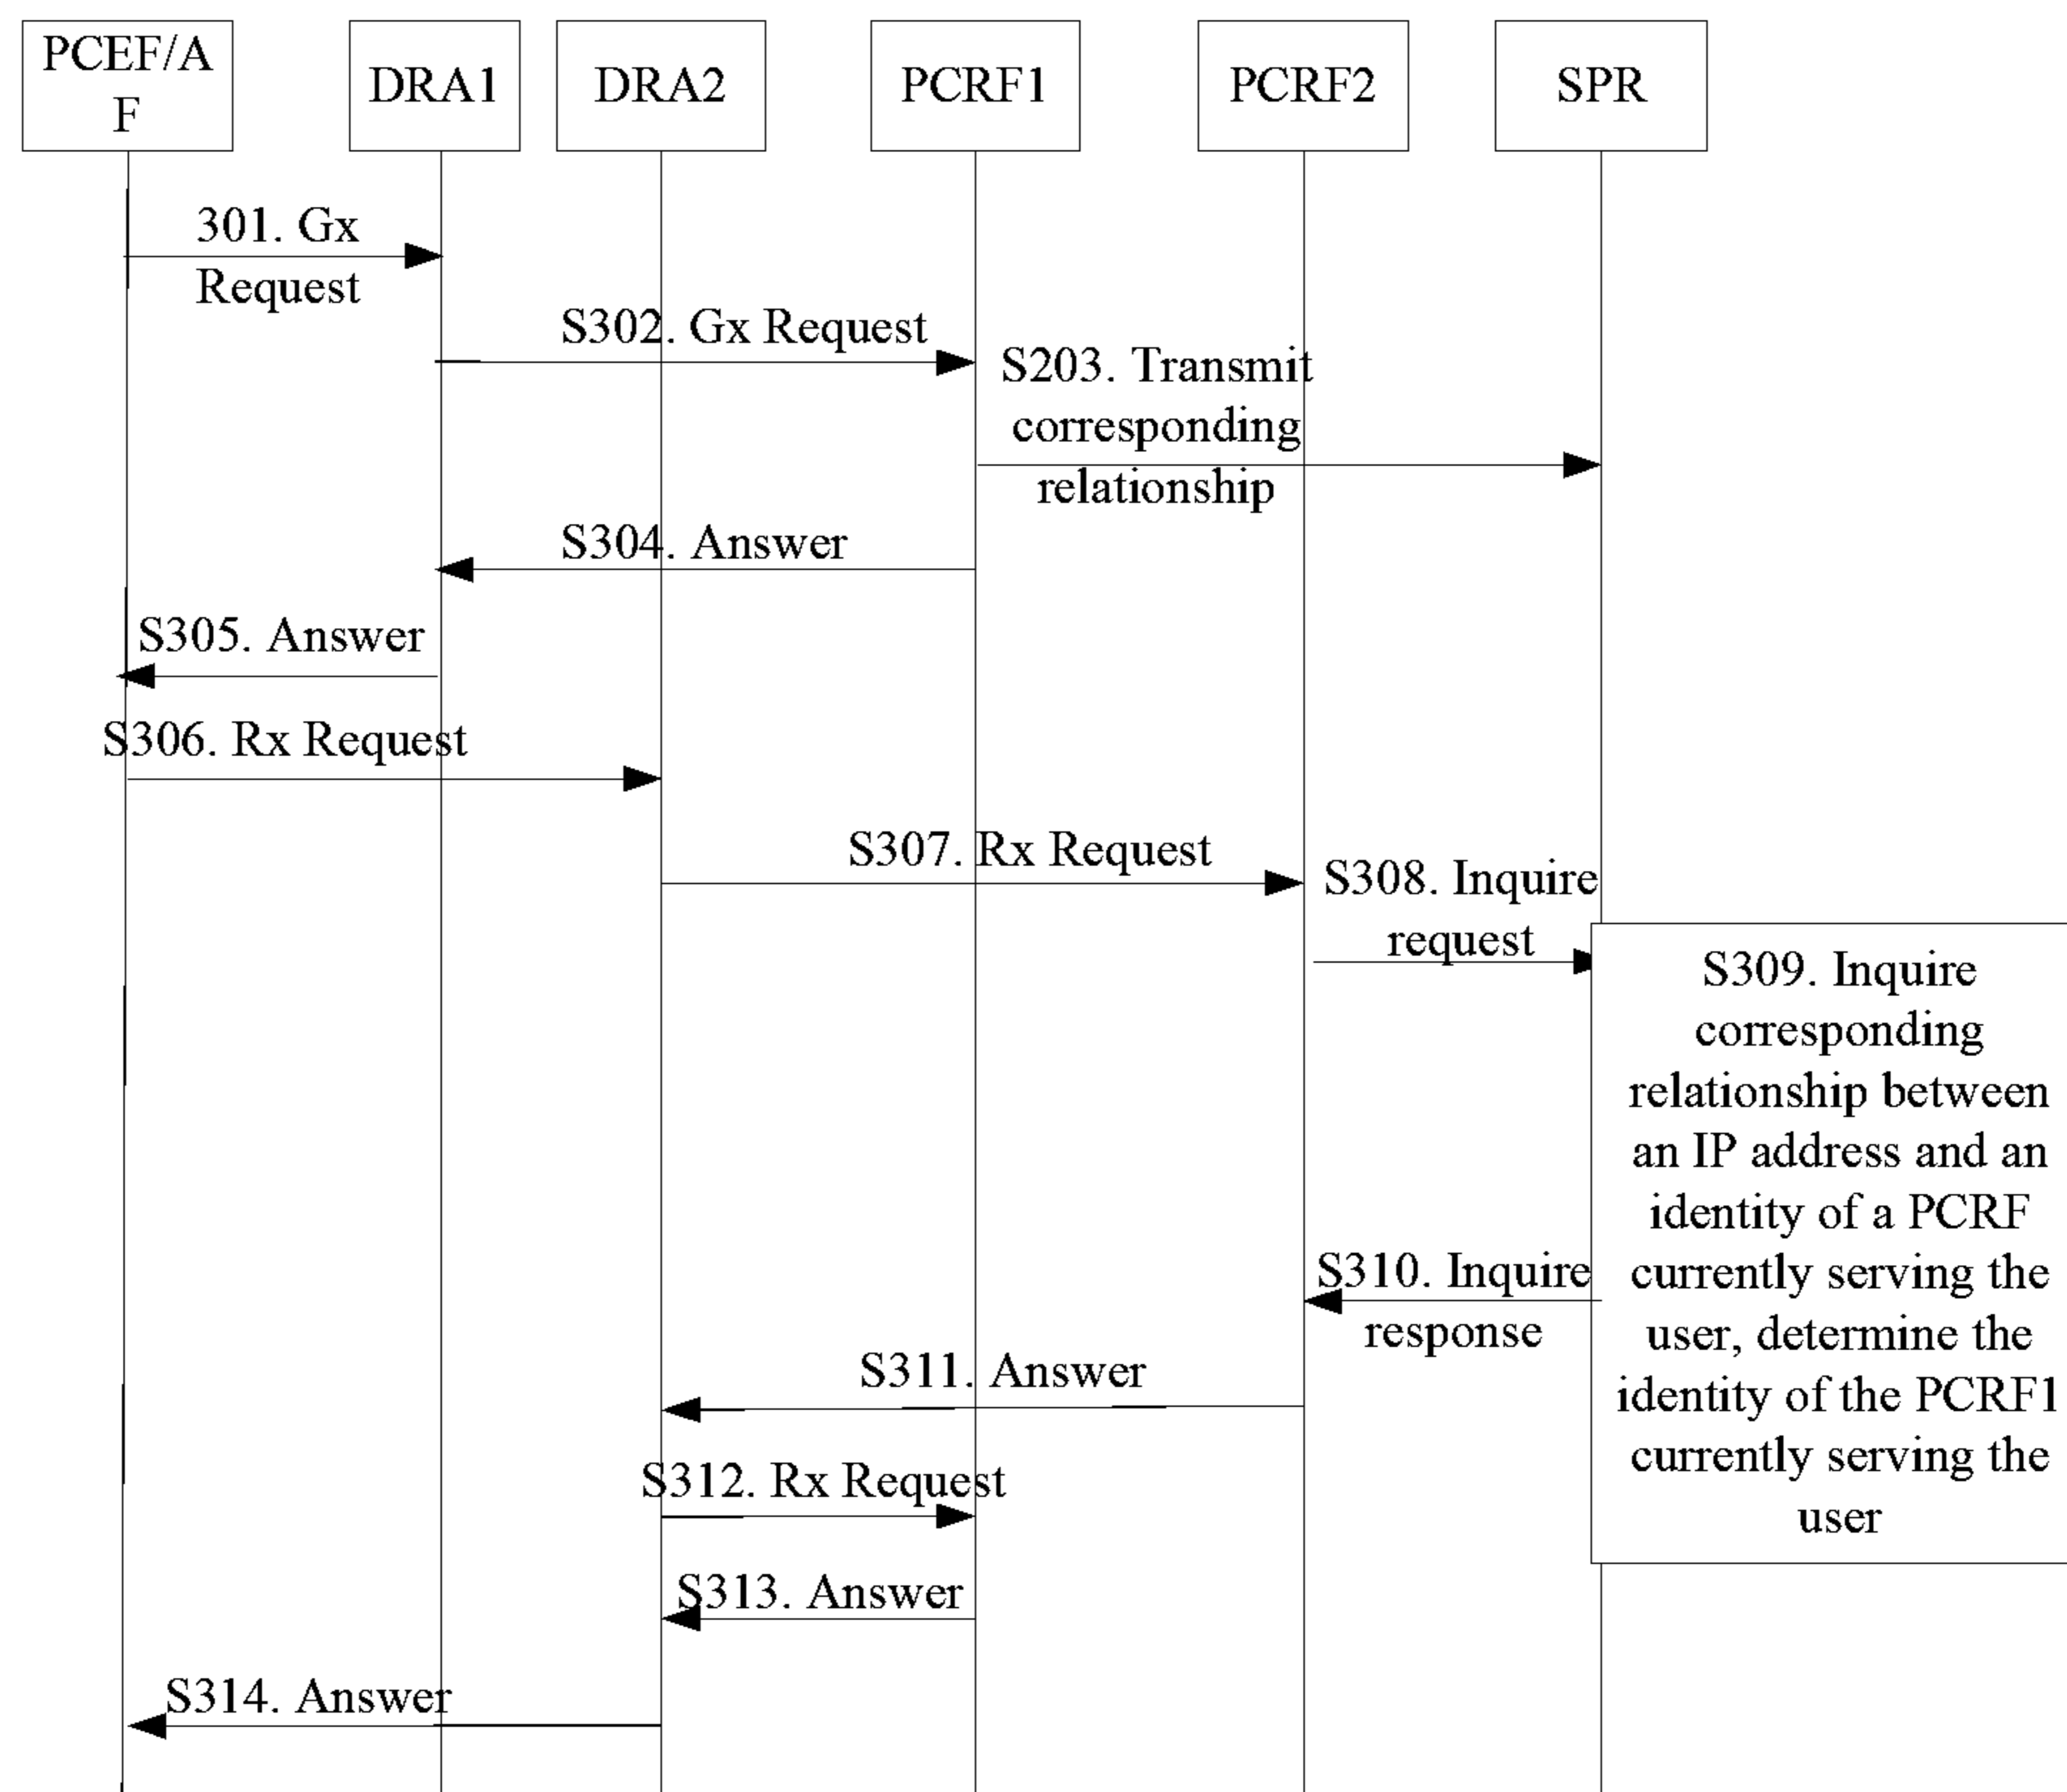 PCEF/A
F
DRA1
DRA2
PCRF1
PCRF2
SPR
301. Gx
Request
S302. Gx Request
S203. Transmit
corresponding
relationship
S304. Answer
S305. Answer
S306. Rx Request
S307. Rx Request
S308. Inquire
request
S309. Inquire
corresponding
relationship between
an IP address and an
identity of a PCRF
currently serving the
user, determine the
identity of the PCRF1
currently serving the
user
S310. Inquire
response
S311. Answer
S312. Rx Request
S313. Answer
S314. Answer